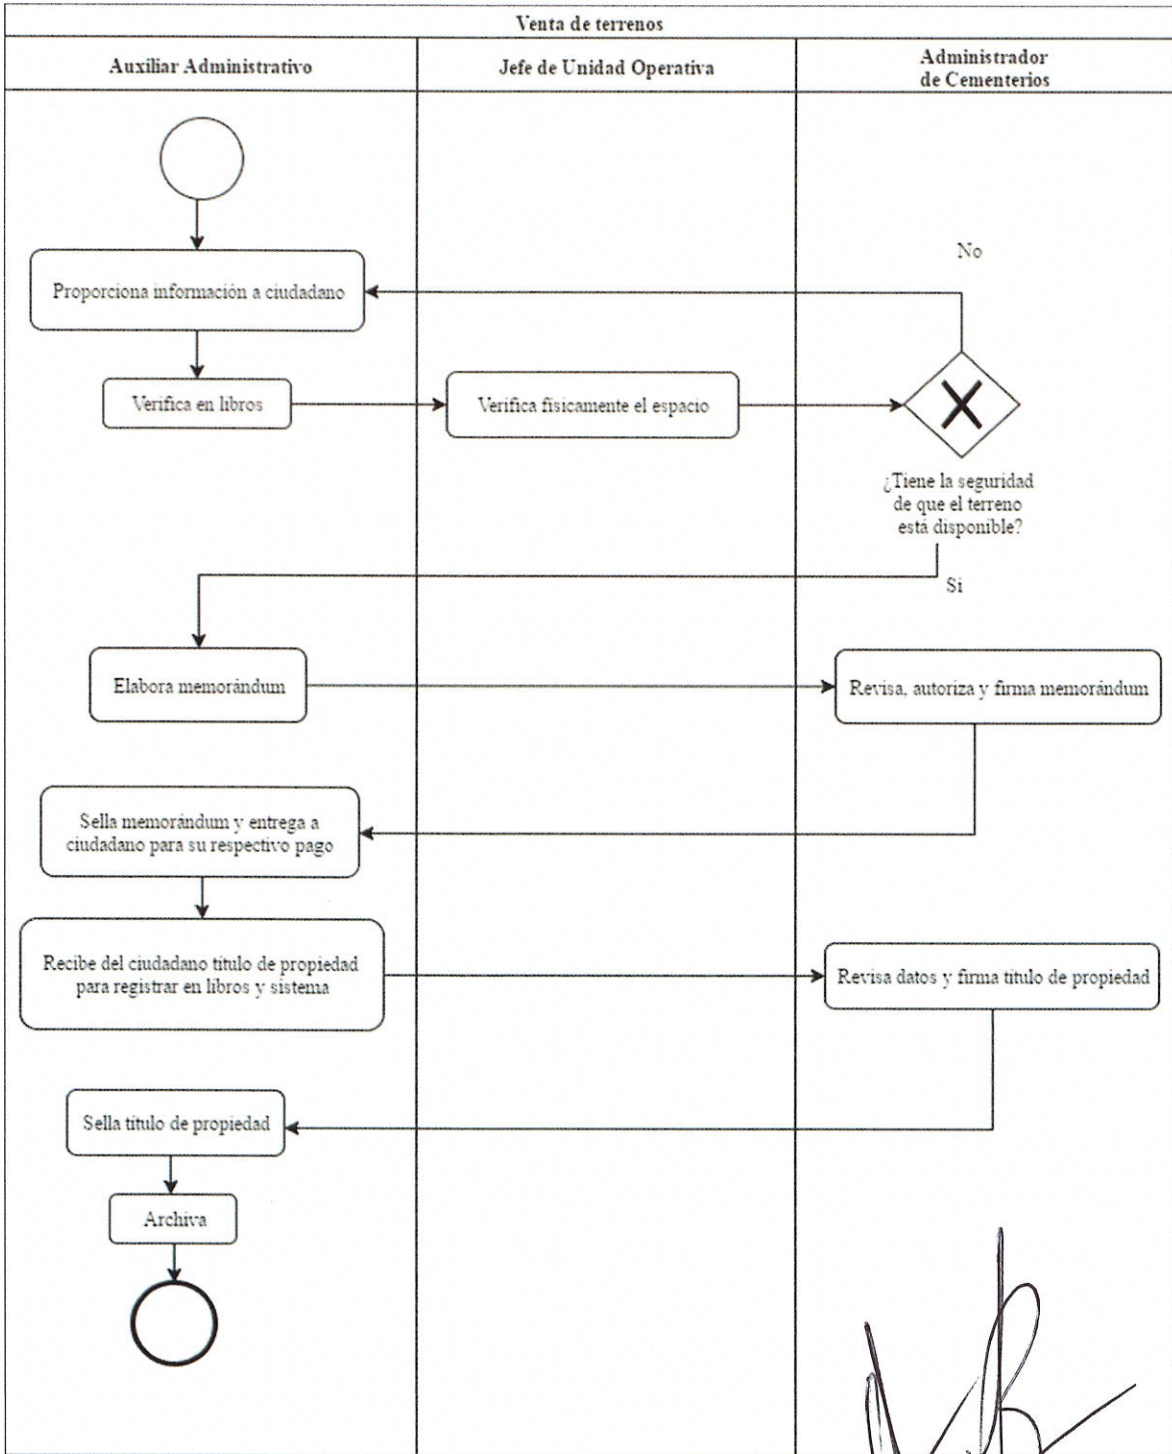 Venta de terrenos
Auxiliar Administrativo
Jefe de Unidad Operativa
Administrador
de Cementerios
No
Proporciona información a ciudadano
Verifica en libros
Verifica físicamente el espacio
¿Tiene la seguridad
de que el terreno
está disponible?
Si
Elabora memorándum
Revisa, autoriza y firma memorándum
Sella memorándum y entrega a
ciudadano para su respectivo pago
Recibe del ciudadano título de propiedad
para registrar en libros y sistema
Revisa datos y firma título de propiedad
Sella título de propiedad
Archiva